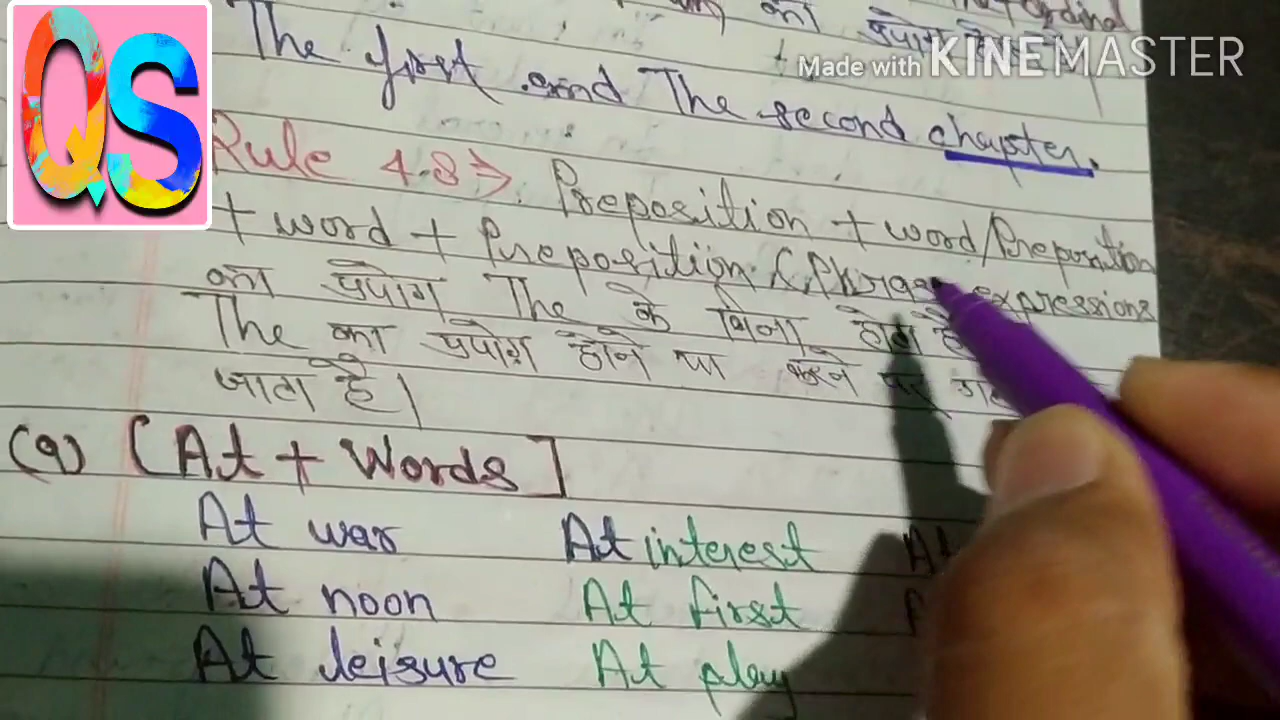 QS
Made with KINEMASTER
का प्रयोग
The first and The second chapter.
Rule 4.8⇒ Preposition + word/Preposition
+ word + Preposition (Phrase expressions
का प्रयोग The के बिना होता है
The का प्रयोग होने पा करने पर
जाता है।
(a) [At + Words]
At war At interest
At noon At first
At leisure At play